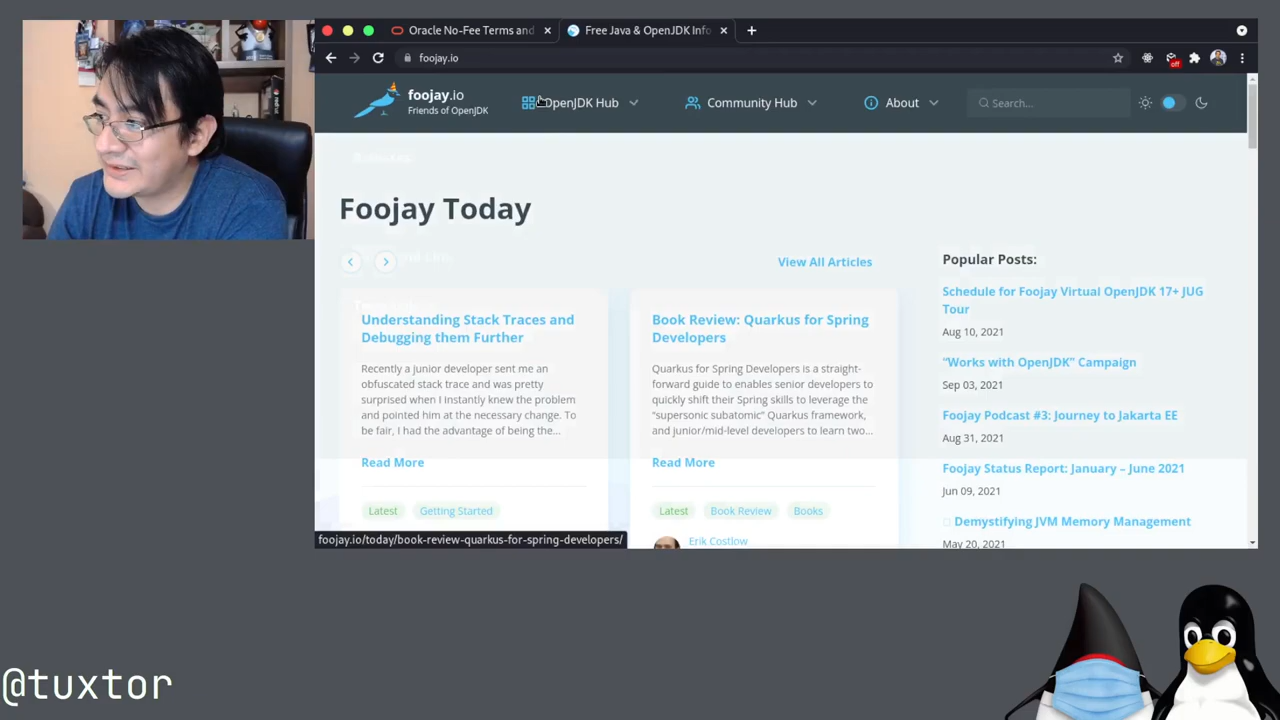 Oracle No-Fee Terms and
Free Java & OpenJDK Info
foojay.io
off
foojay.io
Friends of OpenJDK
OpenJDK Hub
Community Hub
About
Search...
Foojay Today
View All Articles
Understanding Stack Traces and
Debugging them Further
Recently a junior developer sent me an
obfuscated stack trace and was pretty
surprised when I instantly knew the problem
and pointed him at the necessary change. To
be fair, I had the advantage of being the...
Read More
Latest
Getting Started
Book Review: Quarkus for Spring
Developers
Quarkus for Spring Developers is a straight-
forward guide to enables senior developers to
quickly shift their Spring skills to leverage the
“supersonic subatomic” Quarkus framework,
and junior/mid-level developers to learn two...
Read More
Latest
Book Review
Books
Erik Costlow
Popular Posts:
Schedule for Foojay Virtual OpenJDK 17+ JUG
Tour
Aug 10, 2021
“Works with OpenJDK” Campaign
Sep 03, 2021
Foojay Podcast #3: Journey to Jakarta EE
Aug 31, 2021
Foojay Status Report: January – June 2021
Jun 09, 2021
Demystifying JVM Memory Management
May 20, 2021
foojay.io/today/book-review-quarkus-for-spring-developers/
@tuxtor